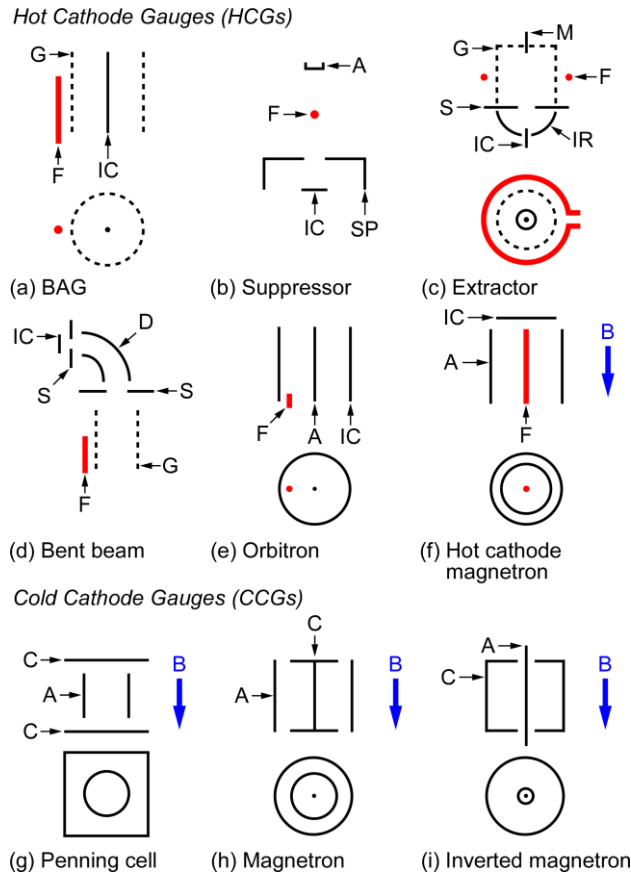 Hot Cathode Gauges (HCGs)
G
F
IC
(a) BAG
A
F
IC
SP
(b) Suppressor
M
G
F
S
IC
IR
(c) Extractor
IC
D
S
S
G
F
(d) Bent beam
F
A
IC
(e) Orbitron
IC
B
A
F
(f) Hot cathode
magnetron
Cold Cathode Gauges (CCGs)
C
B
A
C
(g) Penning cell
C
B
A
(h) Magnetron
A
B
C
(i) Inverted magnetron